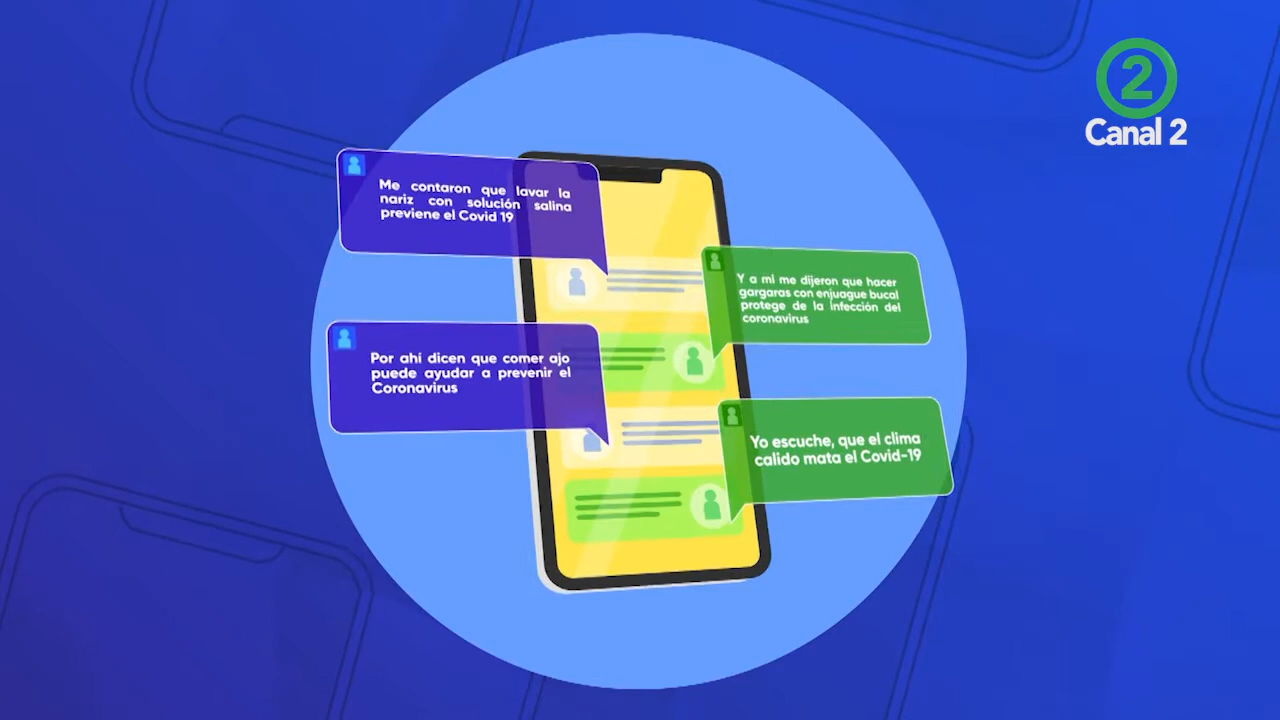 2
Canal 2
Me contaron que lavar la
nariz con solución salina
previene el Covid 19
Y a mi me dijeron que hacer
gargaras con enjuague bucal
protege de la infección del
coronavirus
Por ahí dicen que comer ajo
puede ayudar a prevenir el
Coronavirus
Yo escuche, que el clima
calido mata el Covid-19